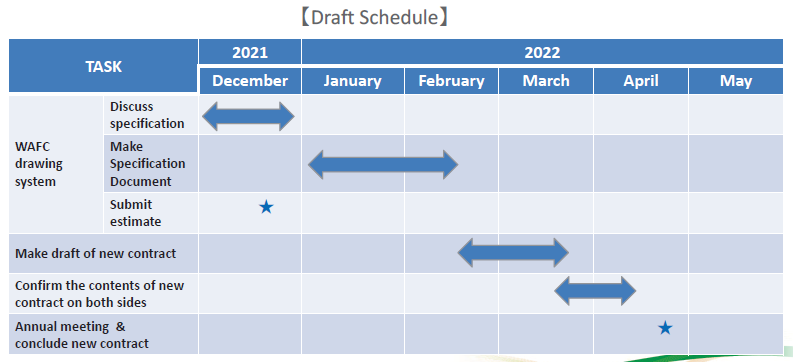 【Draft Schedule】
TASK
2021
2022
December
January
February
March
April
May
WAFC
drawing
system
Discuss
specification
Make
Specification
Document
Submit
estimate
Make draft of new contract
Confirm the contents of new
contract on both sides
Annual meeting &
conclude new contract